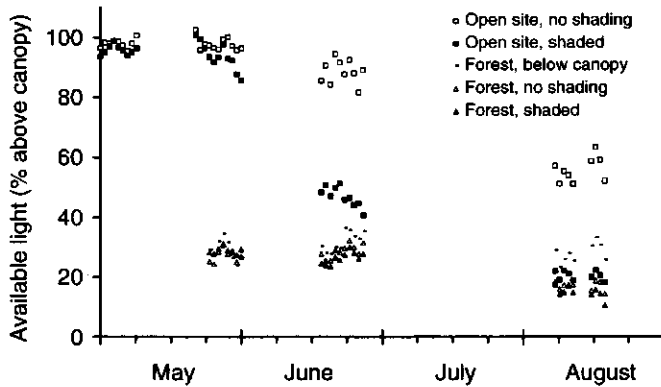 Available light (% above canopy)
100
80
60
40
20
0
Open site, no shading
Open site, shaded
Forest, below canopy
Forest, no shading
Forest, shaded
May June July August